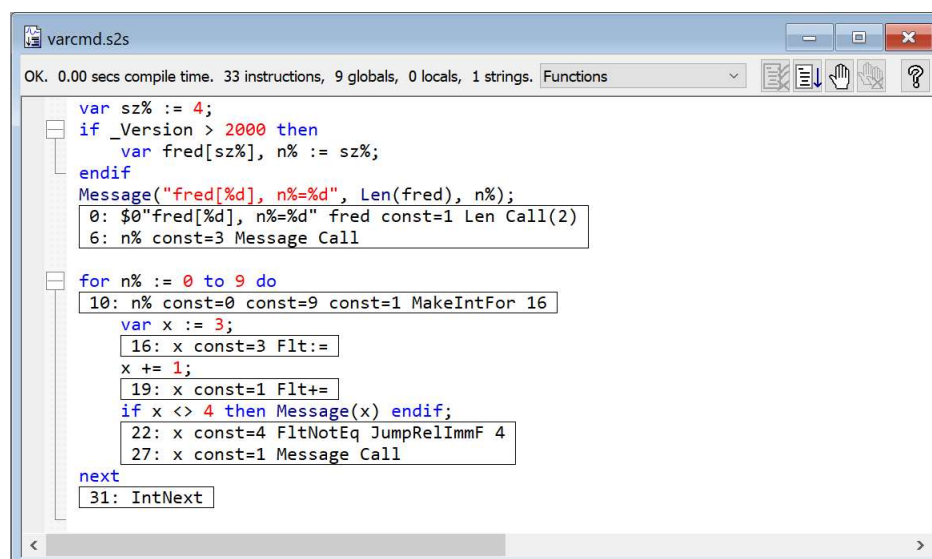 varcmd.s2s
OK. 0.00 secs compile time. 33 instructions, 9 globals, 0 locals, 1 strings. Functions
var sz% := 4;
if _Version > 2000 then
var fred[sz%], n% := sz%;
endif
Message("fred[%d], n%=%d", Len(fred), n%);
0: $0"fred[%d], n%=%d" fred const=1 Len Call(2)
6: n% const=3 Message Call
for n% := 0 to 9 do
10: n% const=0 const=9 const=1 MakeIntFor 16
var x := 3;
16: x const=3 Flt:=
x += 1;
19: x const=1 Flt+=
if x <> 4 then Message(x) endif;
22: x const=4 FltNotEq JumpRelImmF 4
27: x const=1 Message Call
next
31: IntNext